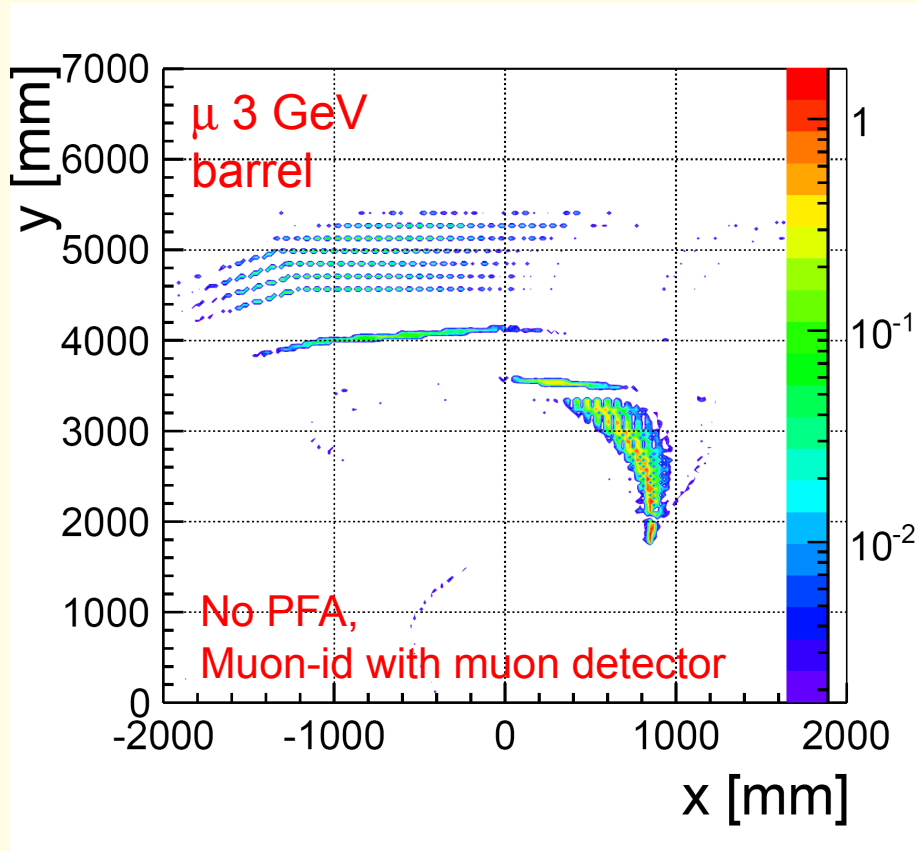 7000
6000
5000
4000
3000
2000
1000
0
y [mm]
μ 3 GeV
barrel
No PFA,
Muon-id with muon detector
1
10-1
10-2
-2000
-1000
0
1000
2000
x [mm]